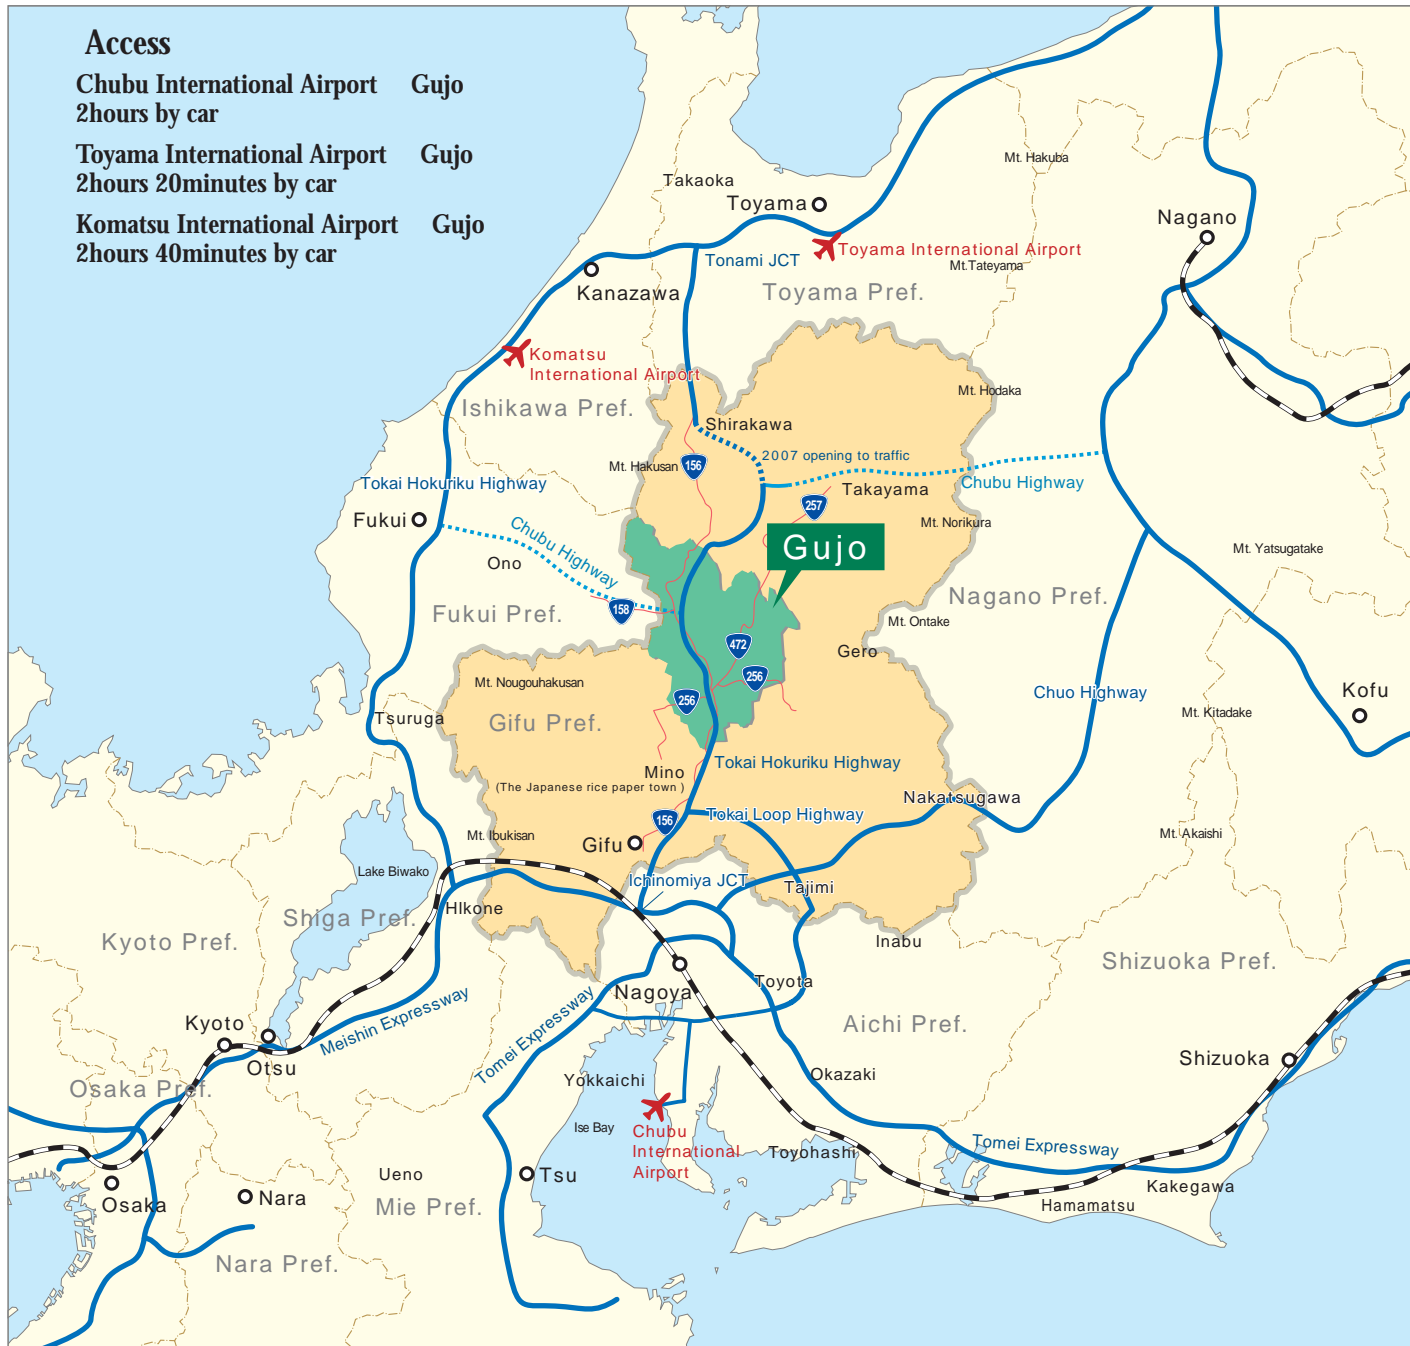 Access
Chubu International Airport Gujo
2hours by car
Toyama International Airport Gujo
2hours 20minutes by car
Komatsu International Airport Gujo
2hours 40minutes by car
Mt. Hakuba
Takaoka
Toyama
Nagano
Toyama International Airport
Tonami JCT
Mt.Tateyama
Toyama Pref.
Kanazawa
Komatsu
International Airport
Ishikawa Pref.
Mt. Hodaka
Shirakawa
2007 opening to traffic
Mt. Hakusan
156
Tokai Hokuriku Highway
Takayama
Chubu Highway
257
Fukui
Mt. Norikura
Chubu Highway
Gujo
Mt. Yatsugatake
Ono
Nagano Pref.
158
Fukui Pref.
Mt. Ontake
472
Gero
256
Mt. Nougouhakusan
256
Chuo Highway
Kofu
Tsuruga
Gifu Pref.
Mt. Kitadake
Tokai Hokuriku Highway
Mino
(The Japanese rice paper town )
Nakatsugawa
156
Tokai Loop Highway
Mt. Ibukisan
Gifu
Mt. Akaishi
Lake Biwako
Ichinomiya JCT
Tajimi
HIkone
Shiga Pref.
Kyoto Pref.
Inabu
Shizuoka Pref.
Toyota
Nagoya
Meishin Expressway
Tomei Expressway
Kyoto
Aichi Pref.
Otsu
Shizuoka
Okazaki
Yokkaichi
Osaka Pref.
Ise Bay
Chubu
International
Airport
Toyohashi
Tomei Expressway
Ueno
Tsu
Kakegawa
Nara
Osaka
Mie Pref.
Hamamatsu
Nara Pref.